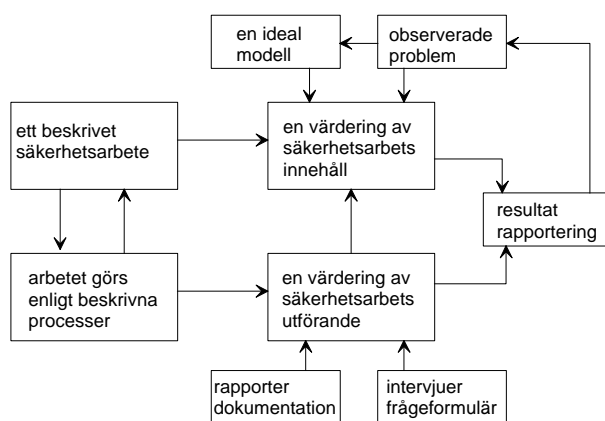 en ideal
modell
observerade
problem
ett beskrivet
säkerhetsarbete
en värdering av
säkerhetsarbets
innehåll
resultat
rapportering
arbetet görs
enligt beskrivna
processer
en värdering av
säkerhetsarbets
utförande
rapporter
dokumentation
intervjuer
frågeformulär